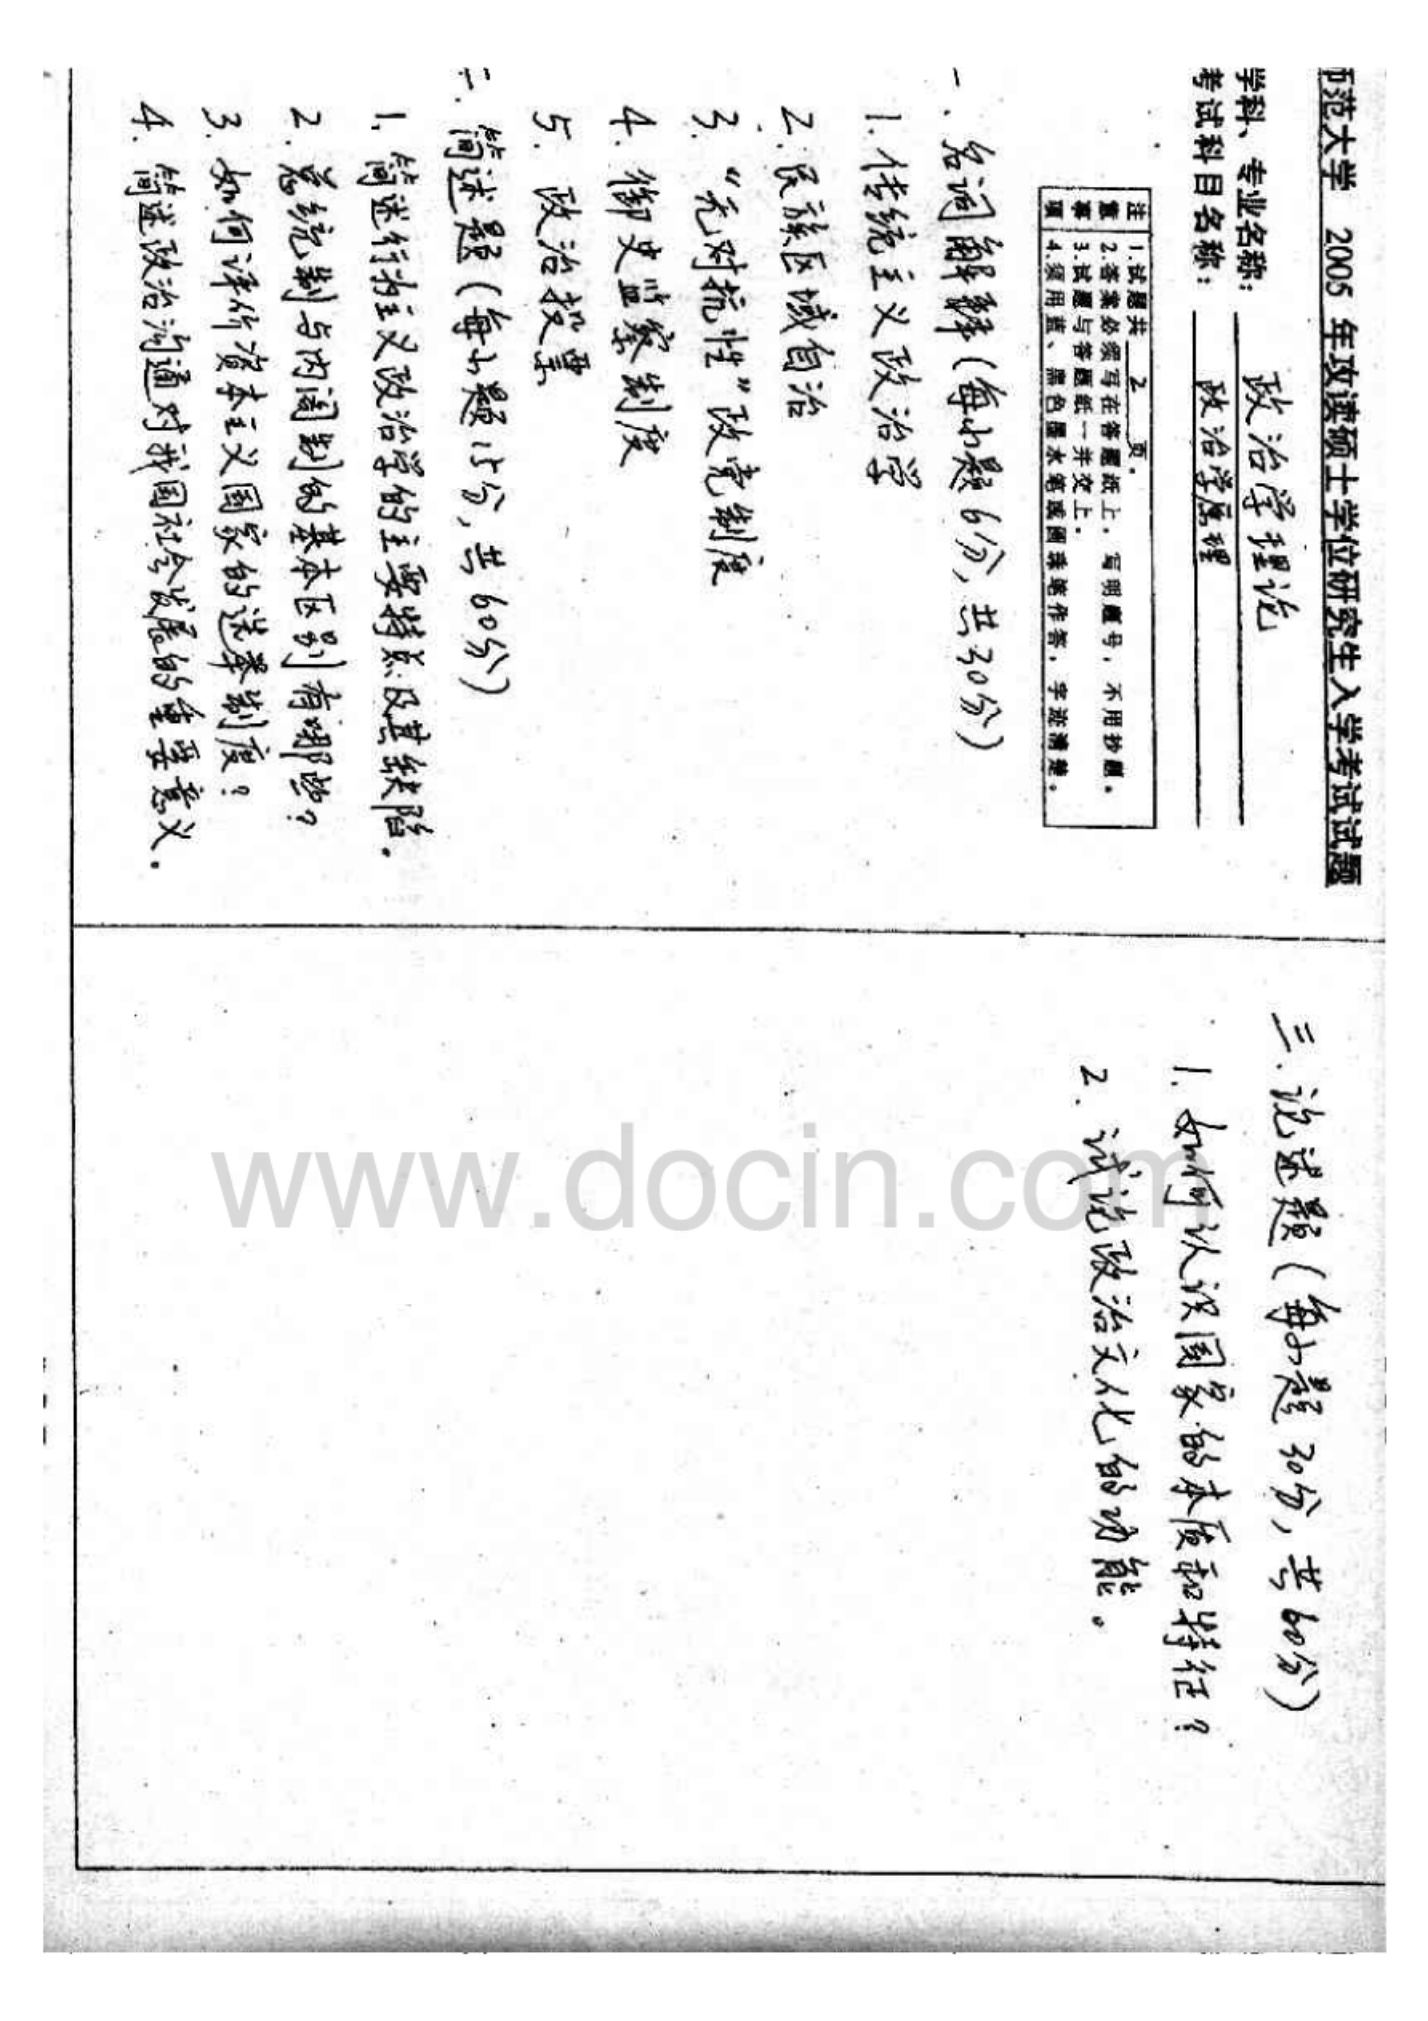 师范大学 2005 年攻读硕士学位研究生入学考试试题
学科、专业名称: 政治学理论
考试科目名称: 政治学原理
注意事项
1.试题共 2 页。
2.答案必须写在答题纸上,写明题号,不用抄题。
3.试题与答题纸一并交上。
4.须用蓝、黑色墨水笔或圆珠笔作答,字迹清楚。
一. 名词解释(每小题6分,共30分)
1. 传统主义政治学
2. 民族区域自治
3. “无对抗性”政党制度
4. 御史监察制度
5. 政治投票
二. 简述题(每小题15分,共60分)
1. 简述行为主义政治学的主要特点及其缺陷。
2. 总统制与内阁制的基本区别有哪些?
3. 如何评价资本主义国家的选举制度?
4. 简述政治沟通对我国社会发展的重要意义。
三. 论述题(每小题30分,共60分)
1. 如何认识国家的本质和特征?
2. 试论政治文化的功能。
www.docin.com